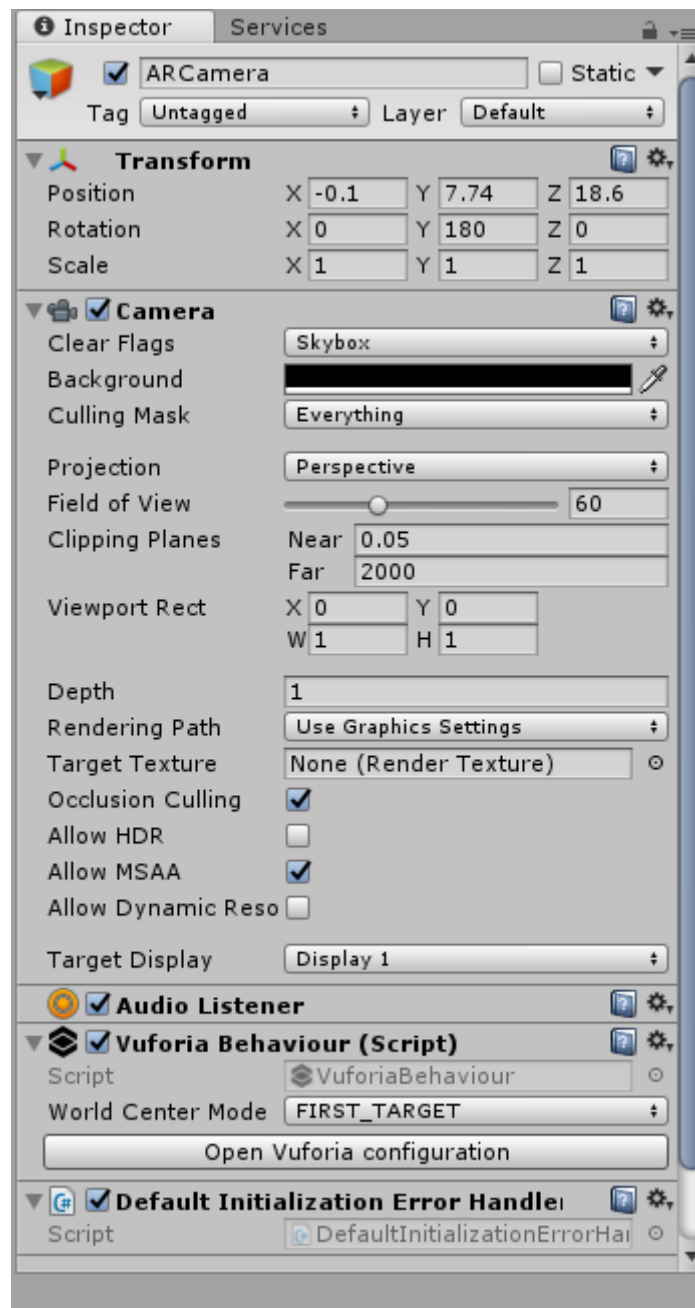 Inspector Services
ARCamera Static
Tag Untagged Layer Default
Transform
Position X -0.1 Y 7.74 Z 18.6
Rotation X 0 Y 180 Z 0
Scale X 1 Y 1 Z 1
Camera
Clear Flags Skybox
Background
Culling Mask Everything
Projection Perspective
Field of View 60
Clipping Planes Near 0.05
Far 2000
Viewport Rect X 0 Y 0
W 1 H 1
Depth 1
Rendering Path Use Graphics Settings
Target Texture None (Render Texture)
Occlusion Culling
Allow HDR
Allow MSAA
Allow Dynamic Reso
Target Display Display 1
Audio Listener
Vuforia Behaviour (Script)
Script VuforiaBehaviour
World Center Mode FIRST_TARGET
Open Vuforia configuration
Default Initialization Error Handler
Script DefaultInitializationErrorHan